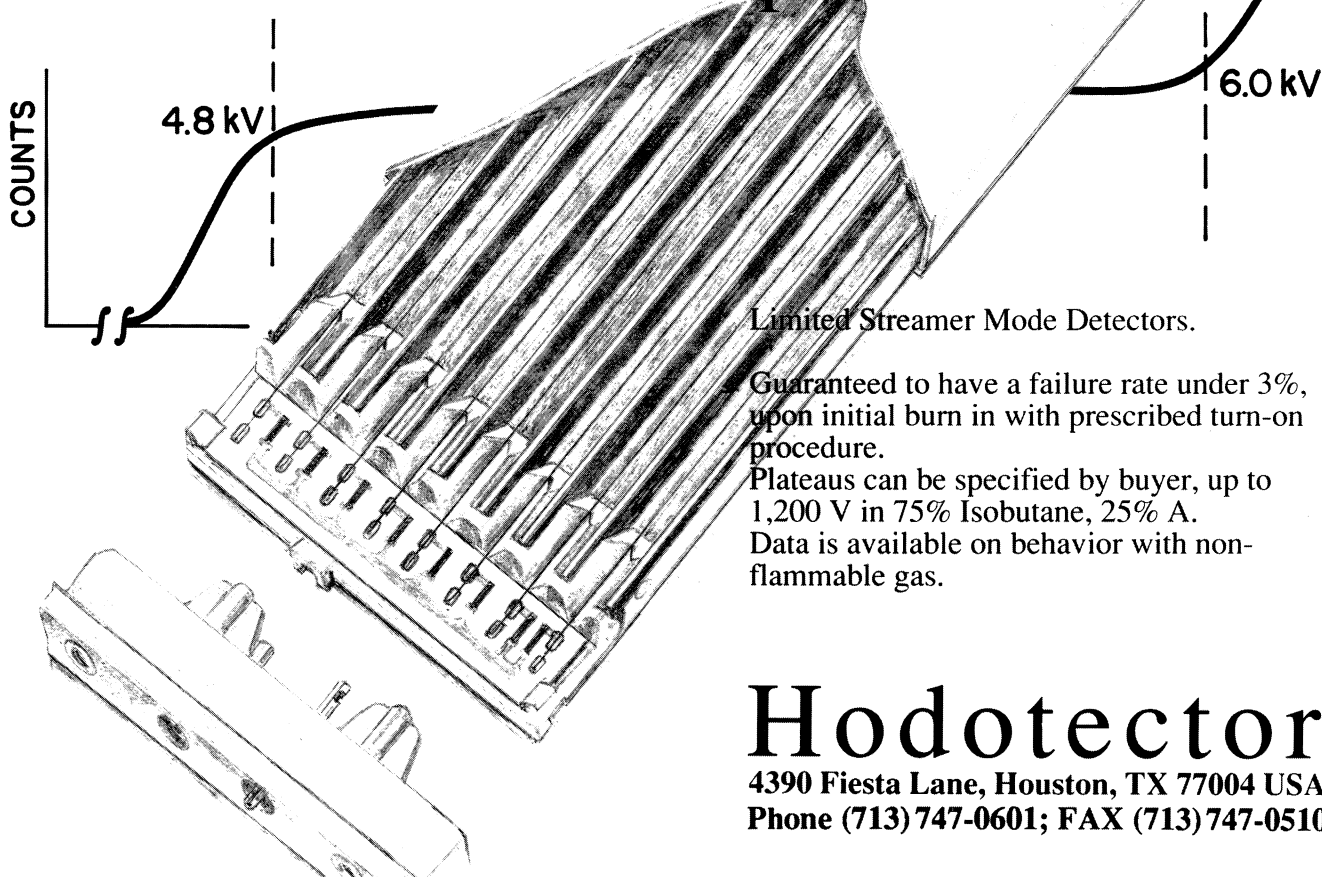 COUNTS
4.8 kV
6.0 kV
Limited Streamer Mode Detectors.
Guaranteed to have a failure rate under 3%,
upon initial burn in with prescribed turn-on
procedure.
Plateaus can be specified by buyer, up to
1,200 V in 75% Isobutane, 25% A.
Data is available on behavior with non-
flammable gas.
Hodotector
4390 Fiesta Lane, Houston, TX 77004 USA
Phone (713) 747-0601; FAX (713) 747-0510